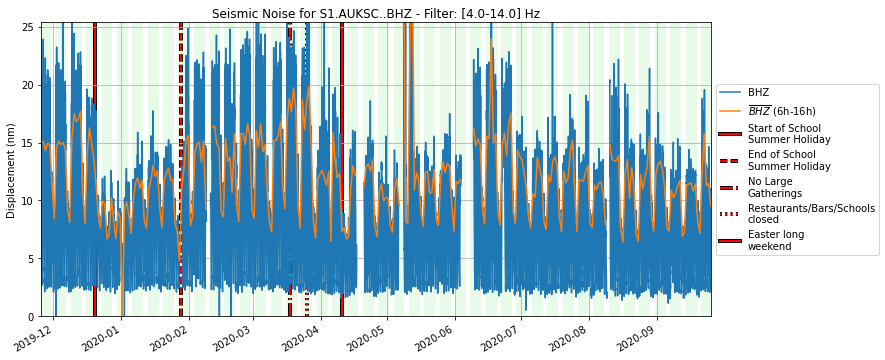 Seismic Noise for S1.AUKSC..BHZ - Filter: [4.0-14.0] Hz
25
20
15
10
5
0
Displacement (nm)
2019-12
2020-01
2020-02
2020-03
2020-04
2020-05
2020-06
2020-07
2020-08
2020-09
BHZ
BHZ (6h-16h)
Start of School
Summer Holiday
End of School
Summer Holiday
No Large
Gatherings
Restaurants/Bars/Schools
closed
Easter long
weekend